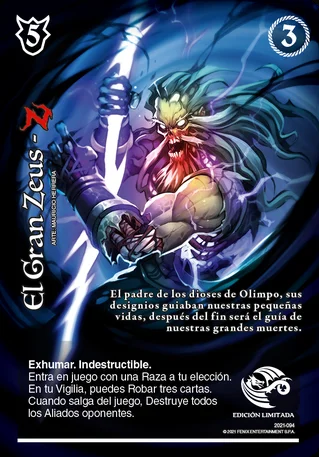 5
3
El Gran Zeus - Z
ARTE: MAURICIO HERRERA
El padre de los dioses de Olimpo, sus
designios guiaban nuestras pequeñas
vidas, después del fin será el guía de
nuestras grandes muertes.
Exhumar. Indestructible.
Entra en juego con una Raza a tu elección.
En tu Vigilia, puedes Robar tres cartas.
Cuando salga del juego, Destruye todos
los Aliados oponentes.
EDICIÓN LIMITADA
2021-094
© 2021 FENIX ENTERTAINMENT S.P.A.